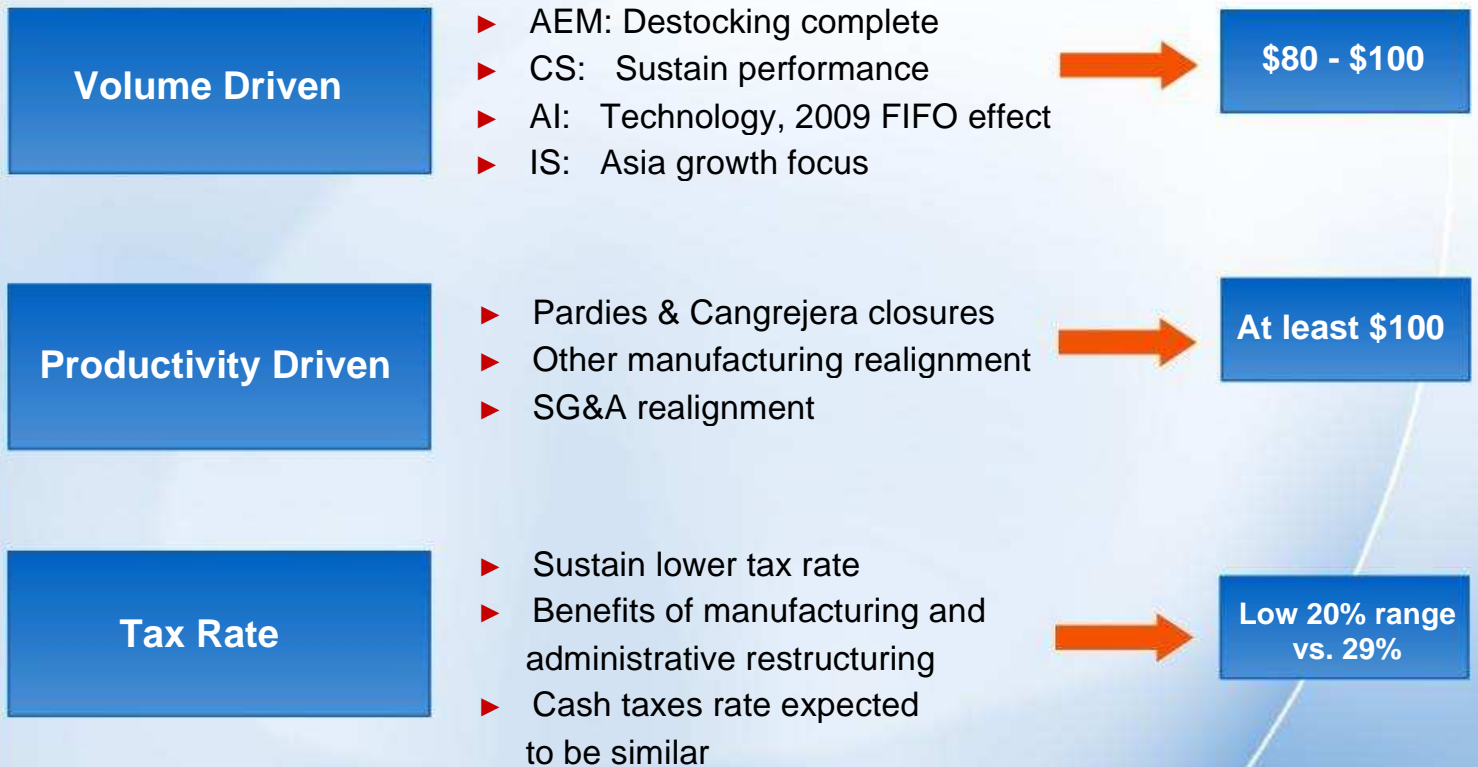 Volume Driven
► AEM: Destocking complete
► CS: Sustain performance
► AI: Technology, 2009 FIFO effect
► IS: Asia growth focus
$80 - $100
Productivity Driven
► Pardies & Cangrejera closures
► Other manufacturing realignment
► SG&A realignment
At least $100
Tax Rate
► Sustain lower tax rate
► Benefits of manufacturing and
administrative restructuring
► Cash taxes rate expected
to be similar
Low 20% range
vs. 29%